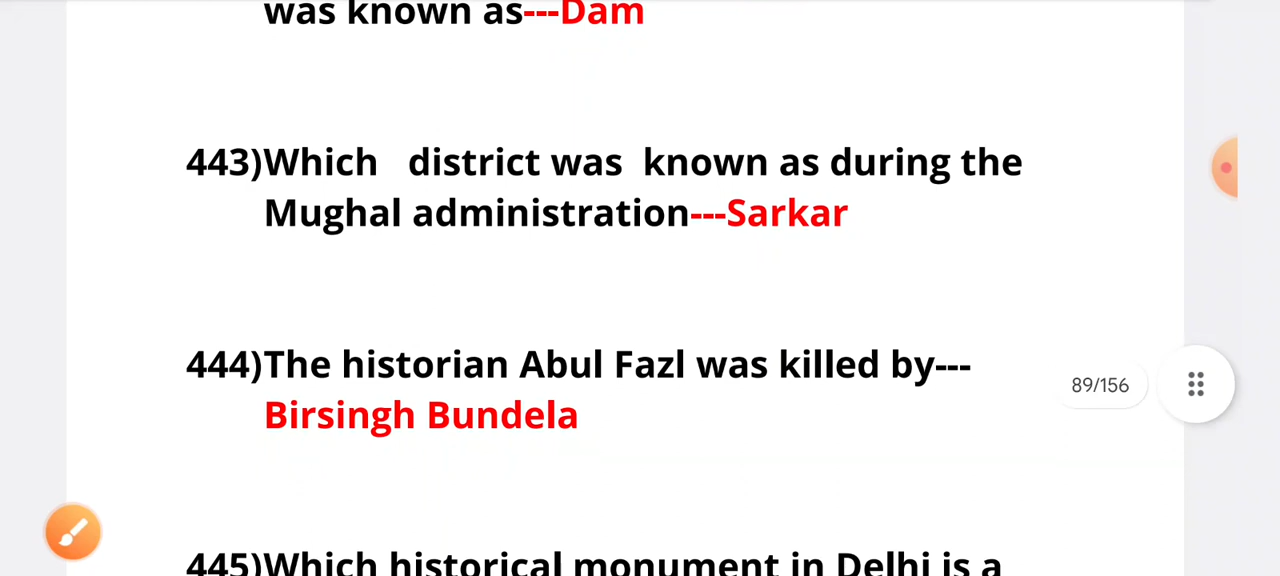 was known as---Dam
443)Which district was known as during the
Mughal administration---Sarkar
444)The historian Abul Fazl was killed by---
89/156
Birsingh Bundela
445)Which historical monument in Delhi is a